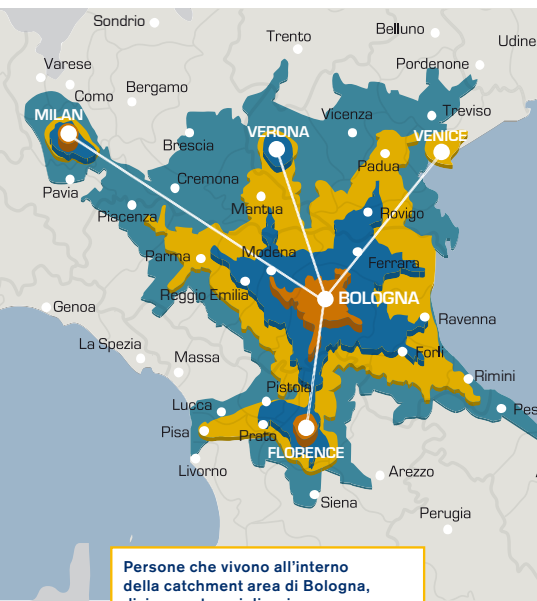 Sondrio
Belluno
Trento
Udine
Varese
Pordenone
Como
Bergamo
MILAN
Vicenza
Treviso
VERONA
VENICE
Brescia
Padua
Cremona
Pavia
Piacenza
Mantua
Rovigo
Parma
Modena
Ferrara
Reggio Emilia
BOLOGNA
Genoa
Ravenna
La Spezia
Massa
Forlì
Rimini
Pistoia
Lucca
Pes
Pisa
Prato
FLORENCE
Livorno
Arezzo
Siena
Perugia
Persone che vivono all'interno
della catchment area di Bologna,